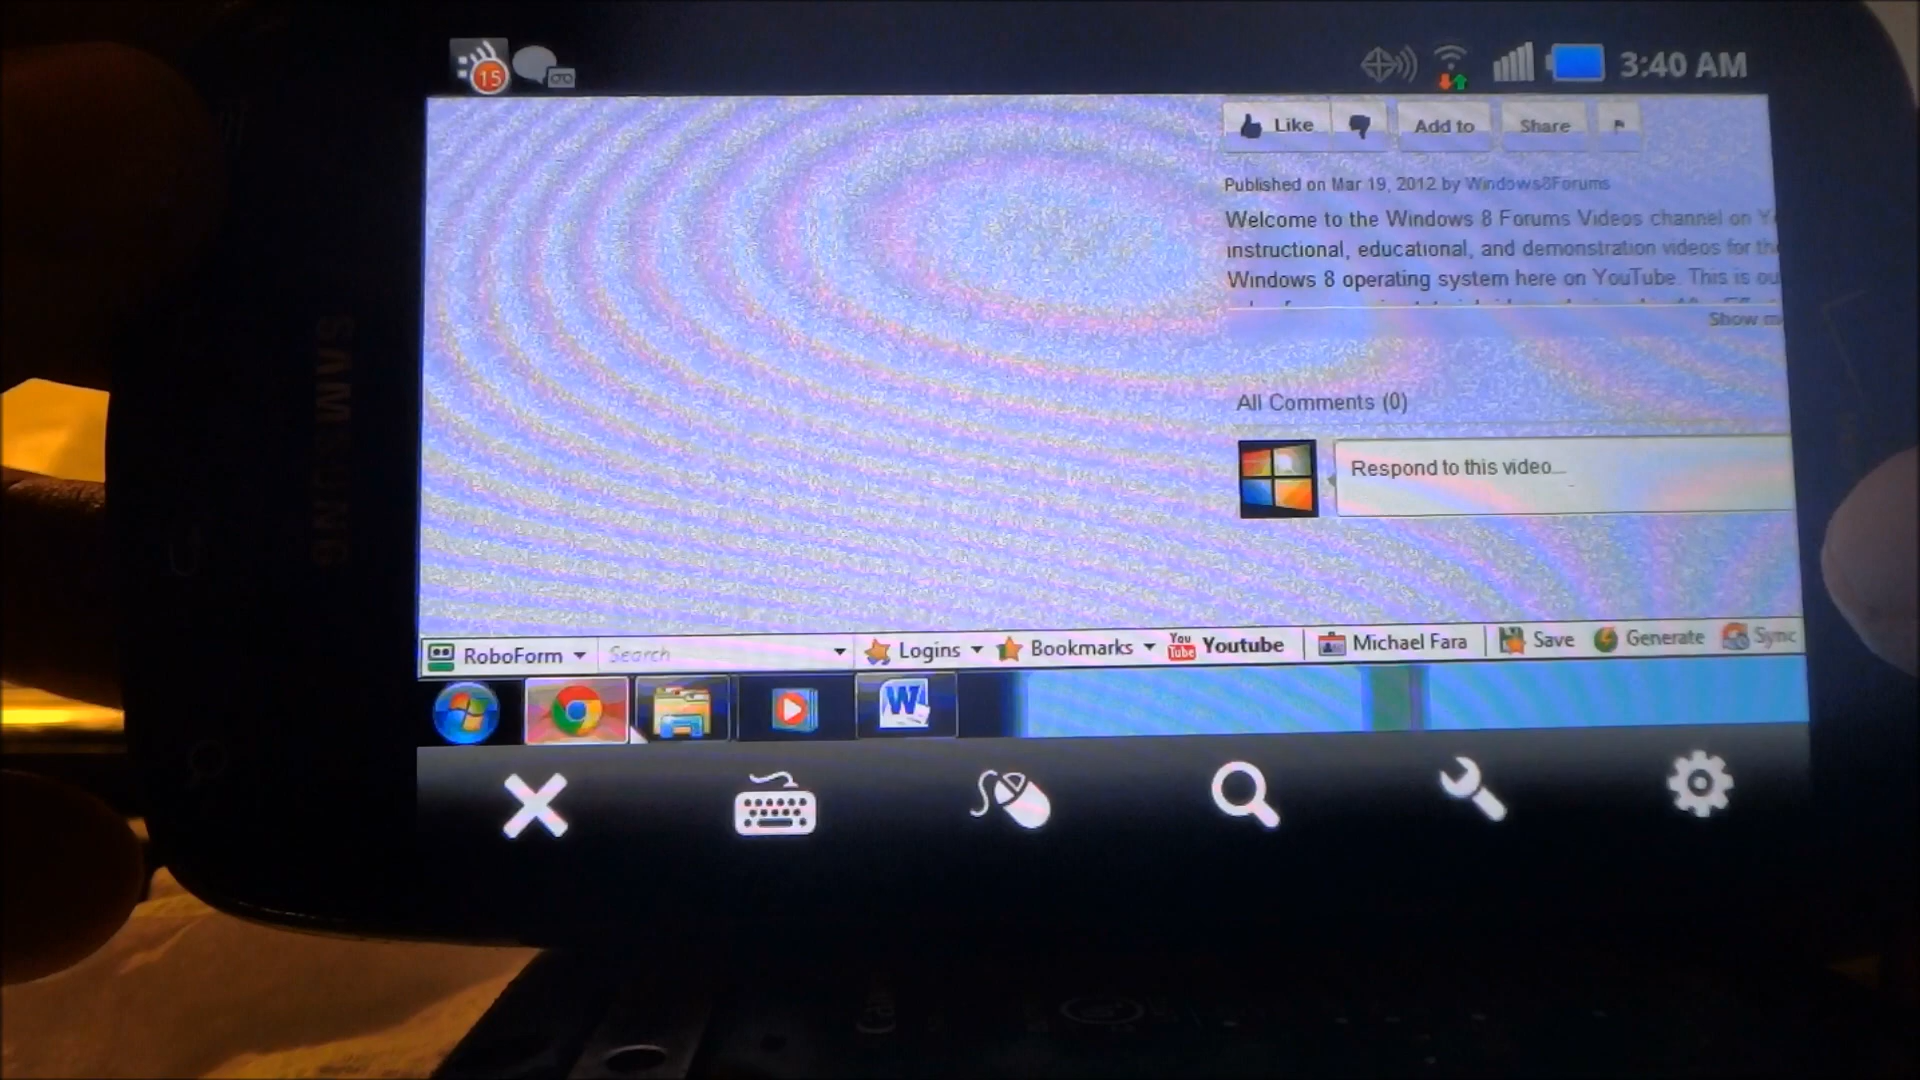 15
3:40 AM
SAMSUNG
Like
Add to
Share
Published on Mar 19, 2012 by Windows8Forums
Welcome to the Windows 8 Forums Videos channel on Y
instructional, educational, and demonstration videos for th
Windows 8 operating system here on YouTube. This is ou
Show m
All Comments (0)
Respond to this video...
RoboForm
Search
Logins
Bookmarks
You
Tube
Youtube
Michael Fara
Save
Generate
Sync
W